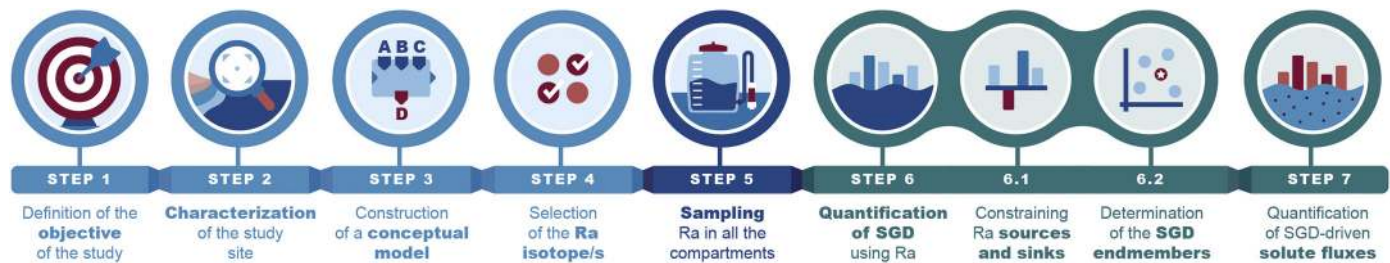 A B C
D
STEP 1
Definition of the
objective
of the study
STEP 2
Characterization
of the study
site
STEP 3
Construction
of a conceptual
model
STEP 4
Selection
of the Ra
isotope/s
STEP 5
Sampling
Ra in all the
compartments
STEP 6
Quantification
of SGD
using Ra
6.1
Constraining
Ra sources
and sinks
6.2
Determination
of the SGD
endmembers
STEP 7
Quantification
of SGD-driven
solute fluxes